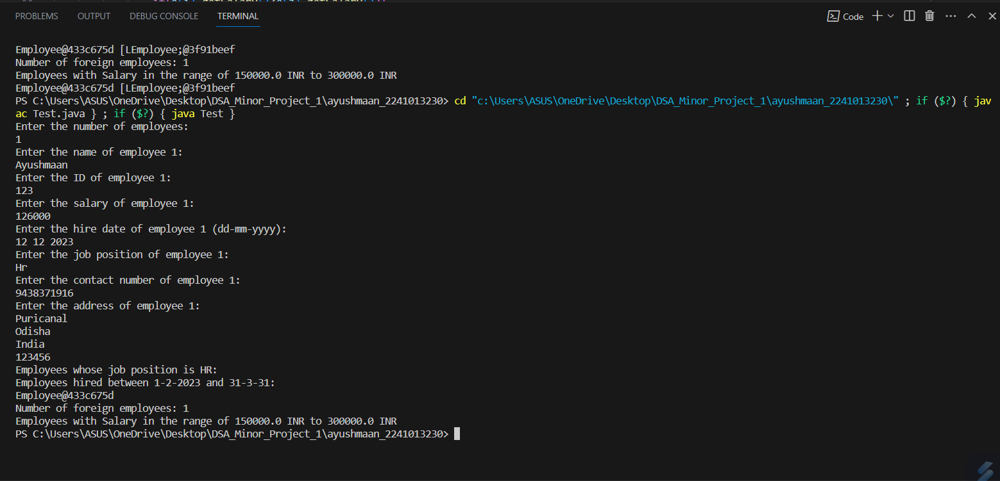 PROBLEMS OUTPUT DEBUG CONSOLE TERMINAL Code
Employee@433c675d [LEmployee;@3f91beef
Number of foreign employees: 1
Employees with Salary in the range of 150000.0 INR to 300000.0 INR
Employee@433c675d [LEmployee;@3f91beef
PS C:\Users\ASUS\OneDrive\Desktop\DSA_Minor_Project_1\ayushmaan_2241013230> cd "c:\Users\ASUS\OneDrive\Desktop\DSA_Minor_Project_1\ayushmaan_2241013230\" ; if ($?) { jav
ac Test.java } ; if ($?) { java Test }
Enter the number of employees:
1
Enter the name of employee 1:
Ayushmaan
Enter the ID of employee 1:
123
Enter the salary of employee 1:
126000
Enter the hire date of employee 1 (dd-mm-yyyy):
12 12 2023
Enter the job position of employee 1:
Hr
Enter the contact number of employee 1:
9438371916
Enter the address of employee 1:
Puricanal
Odisha
India
123456
Employees whose job position is HR:
Employees hired between 1-2-2023 and 31-3-31:
Employee@433c675d
Number of foreign employees: 1
Employees with Salary in the range of 150000.0 INR to 300000.0 INR
PS C:\Users\ASUS\OneDrive\Desktop\DSA_Minor_Project_1\ayushmaan_2241013230>